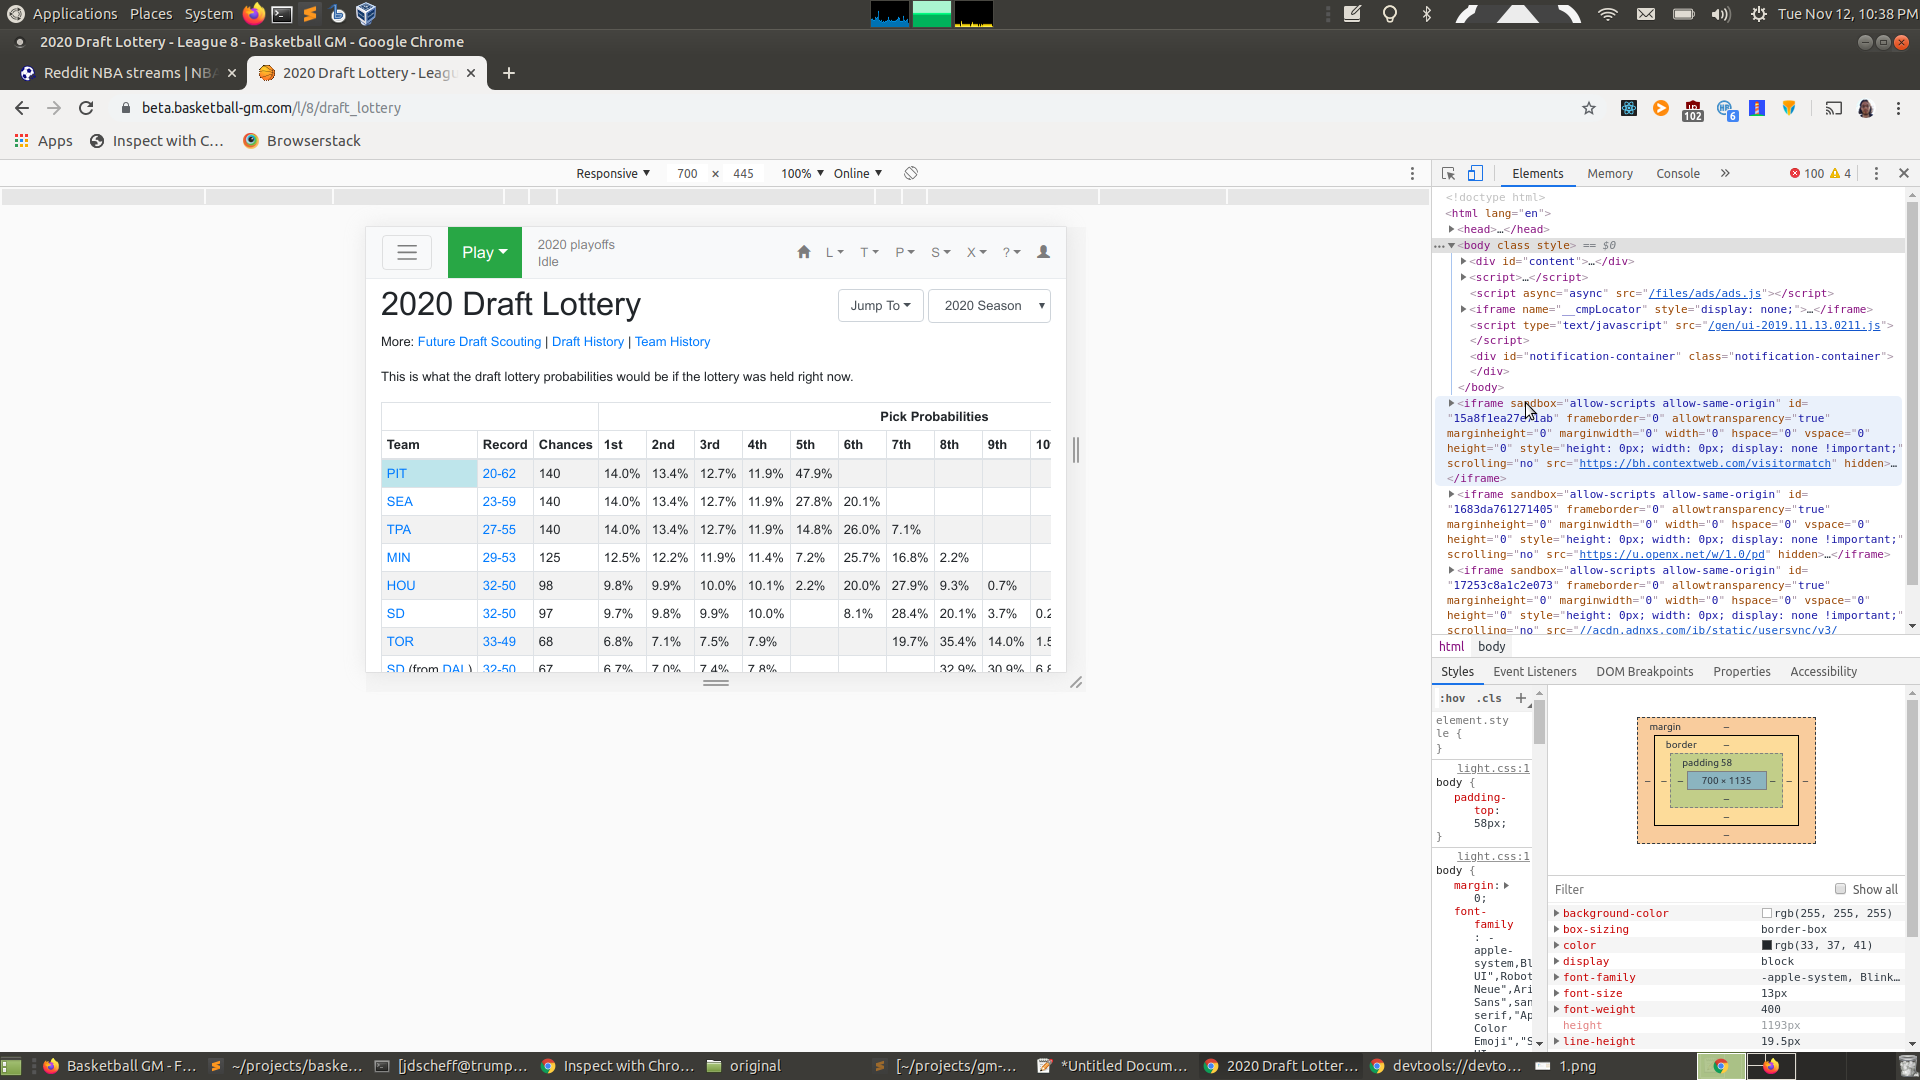 Applications Places System Tue Nov 12, 10:38 PM
2020 Draft Lottery - League 8 - Basketball GM - Google Chrome
Reddit NBA streams | NBA 2020 Draft Lottery - Leagu
beta.basketball-gm.com/l/8/draft_lottery 102 6
Apps Inspect with C... Browserstack
Responsive 700 × 445 100% Online
Elements Memory Console » 100 4
2020 playoffs
Play L T P S X ?
Idle
2020 Draft Lottery Jump To 2020 Season
More: Future Draft Scouting | Draft History | Team History
This is what the draft lottery probabilities would be if the lottery was held right now.
Pick Probabilities
Team Record Chances 1st 2nd 3rd 4th 5th 6th 7th 8th 9th 10
PIT 20-62 140 14.0% 13.4% 12.7% 11.9% 47.9%
SEA 23-59 140 14.0% 13.4% 12.7% 11.9% 27.8% 20.1%
TPA 27-55 140 14.0% 13.4% 12.7% 11.9% 14.8% 26.0% 7.1%
MIN 29-53 125 12.5% 12.2% 11.9% 11.4% 7.2% 25.7% 16.8% 2.2%
HOU 32-50 98 9.8% 9.9% 10.0% 10.1% 2.2% 20.0% 27.9% 9.3% 0.7%
SD 32-50 97 9.7% 9.8% 9.9% 10.0% 8.1% 28.4% 20.1% 3.7% 0.2
TOR 33-49 68 6.8% 7.1% 7.5% 7.9% 19.7% 35.4% 14.0% 1.5
SD (from DAL) 32-50 67 6.7% 7.0% 7.4% 7.8% 32.9% 30.9% 6.8
<!doctype html>
<html lang="en">
<head>…</head>
<body class style> == $0
<div id="content">…</div>
<script>…</script>
<script async="async" src="/files/ads/ads.js"></script>
<iframe name="__cmpLocator" style="display: none;">…</iframe>
<script type="text/javascript" src="/gen/ui-2019.11.13.0211.js">
</script>
<div id="notification-container" class="notification-container">
</div>
</body>
<iframe sandbox="allow-scripts allow-same-origin" id=
frameborder="0" allowtransparency="true"
marginheight="0" marginwidth="0" hspace="0" vspace="0"
height="0" style="height: 0px; width: 0px; display: none !important;"
scrolling="no" src="https://bh.contextweb.com/visitormatch" hidden>…
</iframe>
<iframe sandbox="allow-scripts allow-same-origin" id=
"1683da761271405" frameborder="0" allowtransparency="true"
marginheight="0" marginwidth="0" hspace="0" vspace="0"
height="0" style="height: 0px; width: 0px; display: none !important;"
scrolling="no" src="https://u.openx.net/w/1.0/pd" hidden>…</iframe>
<iframe sandbox="allow-scripts allow-same-origin" id=
"17253c8a1c2e073" frameborder="0" allowtransparency="true"
marginheight="0" marginwidth="0" hspace="0" vspace="0"
height="0" style="height: 0px; width: 0px; display: none !important;"
scrolling="no" src="//acdn.adnxs.com/ib/static/usersync/v3/
html body
Styles Event Listeners DOM Breakpoints Properties Accessibility
:hov .cls +
element.sty
le {
}
light.css:1
body {
padding-
top:
58px;
}
light.css:1
body {
margin:
0;
font-
family
: -
apple-
system,Bl
UI",Robot
Neue",Ari
Sans",san
serif,"Ap
Color
Emoji","S
margin –
border –
padding 58
– – – 700 × 1135 – – –
–
–
–
Filter Show all
background-color rgb(255, 255, 255)
box-sizing border-box
color rgb(33, 37, 41)
display block
font-family -apple-system, Blink…
font-size 13px
font-weight 400
height 1193px
line-height 19.5px
Basketball GM - F... ~/projects/baske... [jdscheff@trump... Inspect with Chro... original [~/projects/gm-... *Untitled Docum... 2020 Draft Lotter... devtools://devto... 1.png